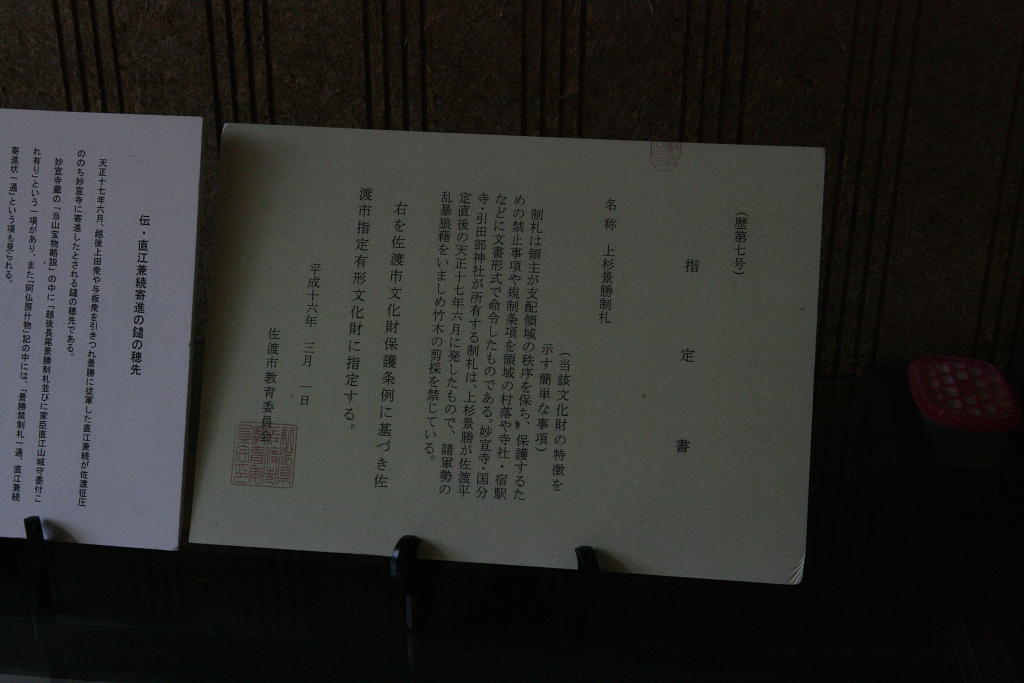 (歴第七号)
指定書
名称 上杉景勝制札
(当該文化財の特徴を
示す簡単な事項)
制札は領主が支配領域の秩序を保ち、保護するた
めの禁止事項や規制条項を領域の村落や寺社・宿駅
などに文書形式で命令したものである。妙宣寺・国分
寺・引田部神社が所有する制札は、上杉景勝が佐渡平
定直後の天正十七年六月に発したもので、諸軍勢の
乱暴狼藉をいましめ竹木の剪採を禁じている。
右を佐渡市文化財保護条例に基づき佐
渡市指定有形文化財に指定する。
平成十六年 三月 一日
佐渡市教育委員会
伝・直江兼続寄進の鑓の穂先
天正十七年六月、越後上田衆や与板衆を引きつれ景勝に従軍した直江兼続が佐渡征圧
ののち妙宣寺に寄進したとされる鑓の穂先である。
妙宣寺蔵の「当山宝物略説」の中に「越後長尾景勝制札並びに家臣直江山城守墨付こ
れ有り」という一項があり、また「阿仏房什物」記の中には、「景勝禁制札一通、直江兼続
寄進状一通」という項も見られる。